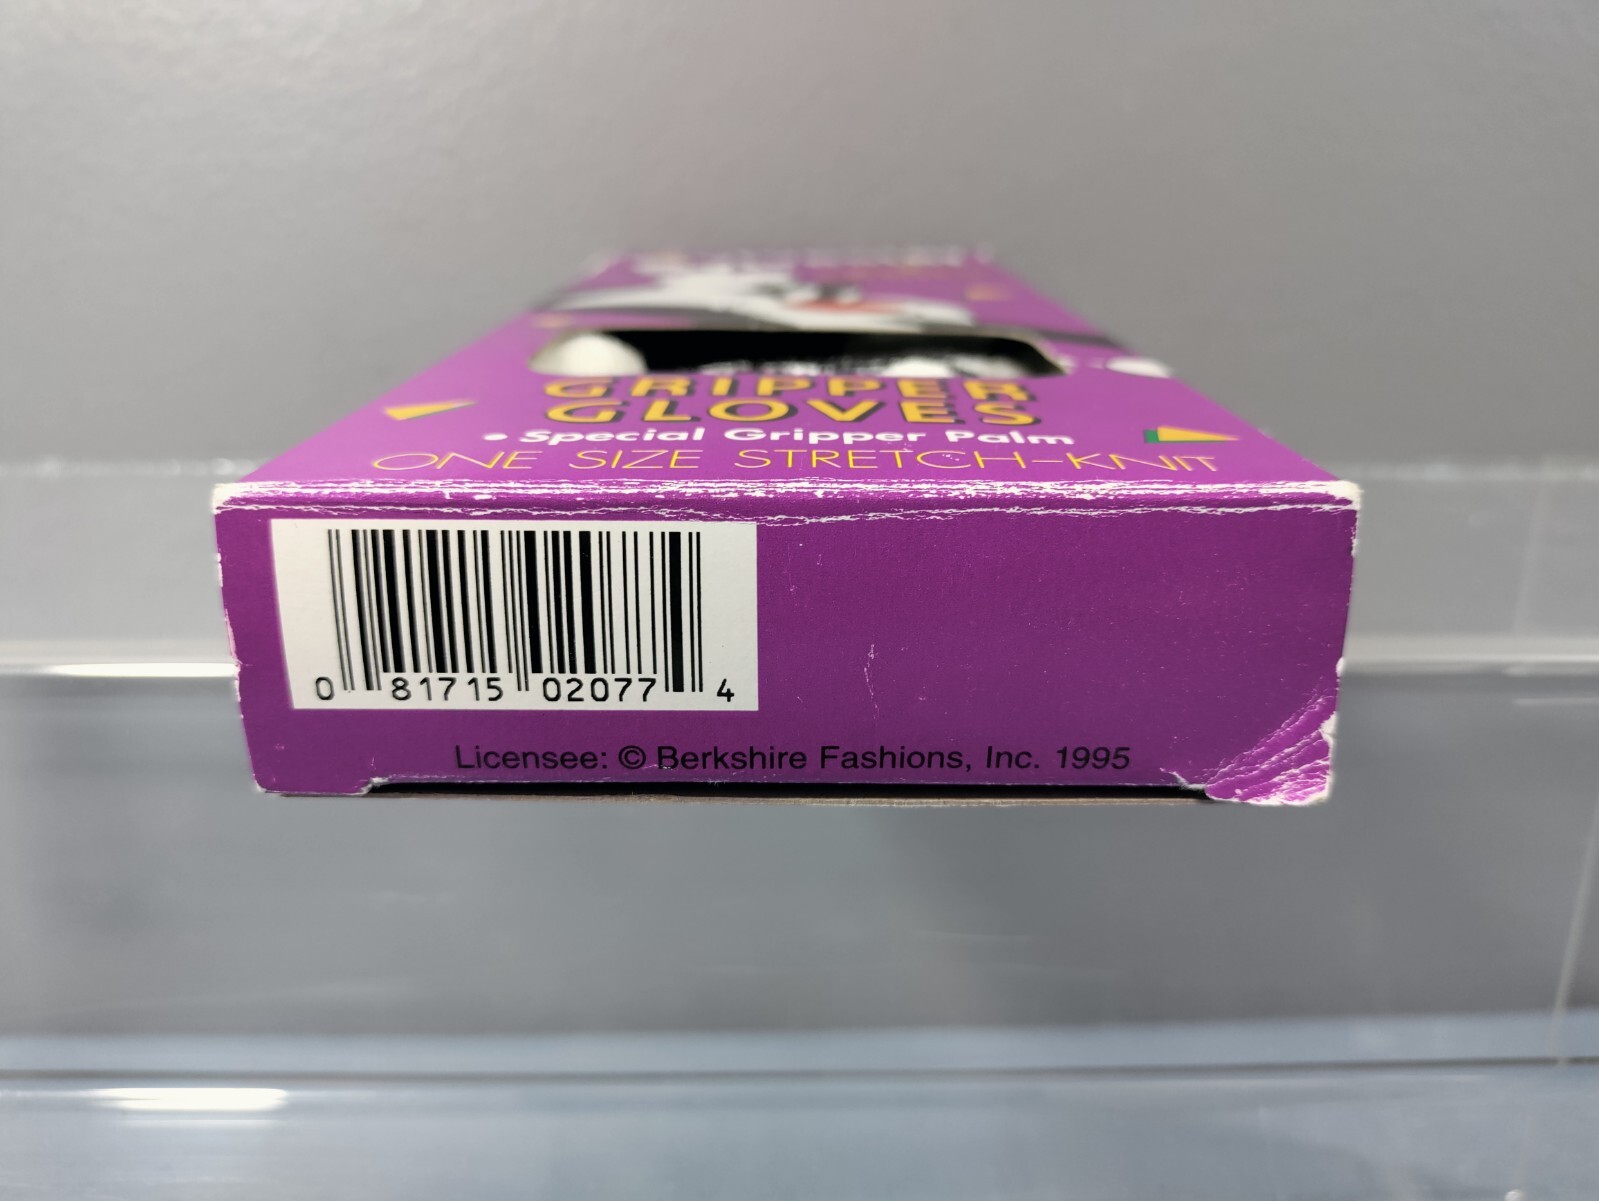 GRIPPER
GLOVES
• Special Gripper Palm
ONE SIZE STRETCH-KNIT
0 81715 02077 4
Licensee: © Berkshire Fashions, Inc. 1995